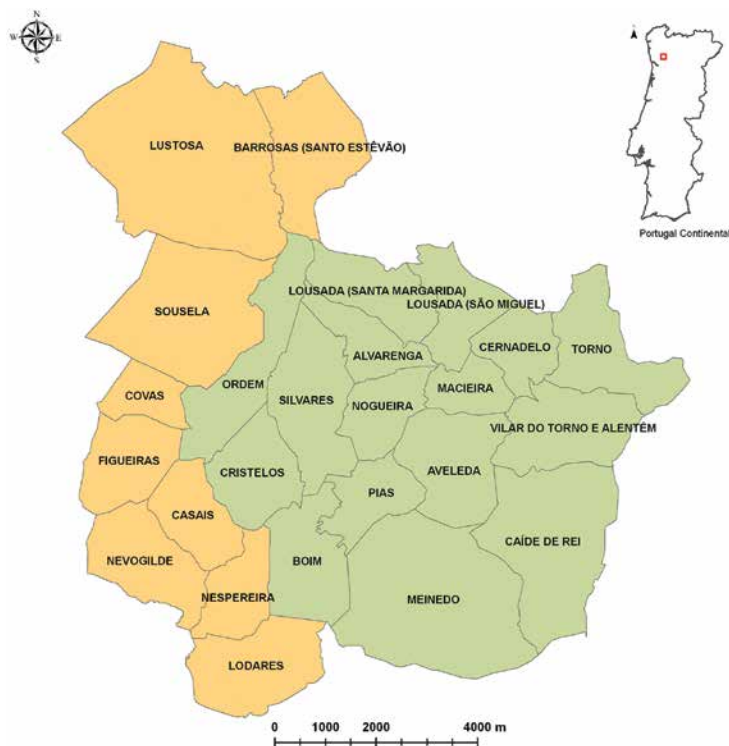 N
W E
S
Portugal Continental
LUSTOSA
BARROSAS (SANTO ESTÊVÃO)
LOUSADA (SANTA MARGARIDA)
LOUSADA (SÃO MIGUEL)
SOUSELA
CERNADELO
TORNO
ALVARENGA
ORDEM
MACIEIRA
COVAS
SILVARES
NOGUEIRA
VILAR DO TORNO E ALENTÉM
FIGUEIRAS
CRISTELOS
AVELEDA
PIAS
CASAIS
CAÍDE DE REI
NEVOGILDE
BOIM
NESPEREIRA
MEINEDO
LODARES
0 1000 2000 4000 m